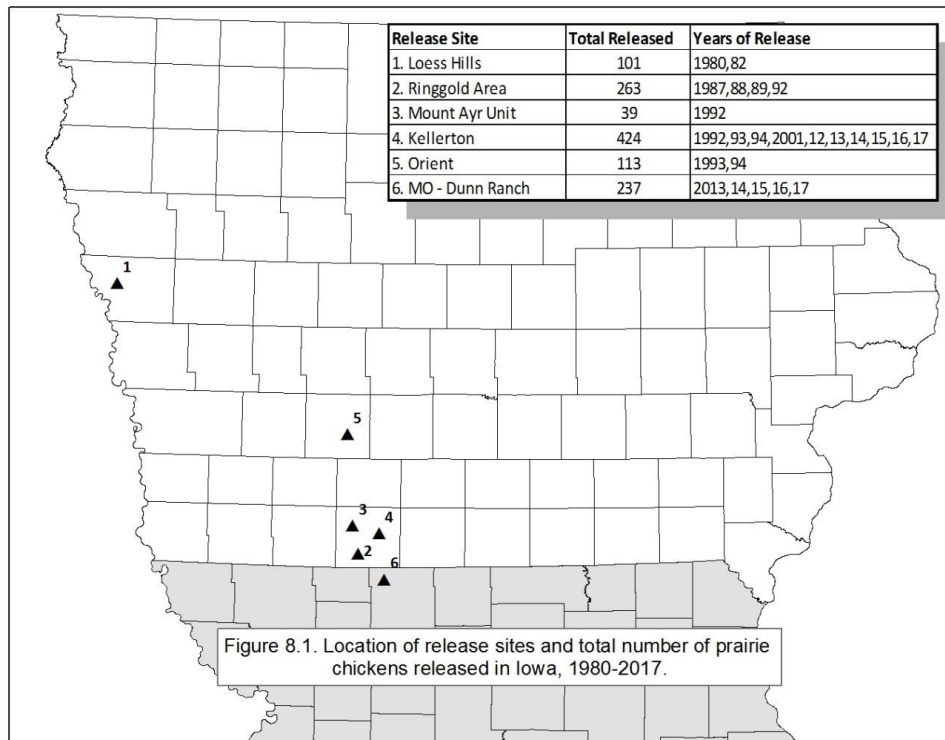 Release Site Total Released Years of Release
1. Loess Hills 101 1980,82
2. Ringgold Area 263 1987,88,89,92
3. Mount Ayr Unit 39 1992
4. Kellerton 424 1992,93,94,2001,12,13,14,15,16,17
5. Orient 113 1993,94
6. MO - Dunn Ranch 237 2013,14,15,16,17
1
5
3
4
2
6
Figure 8.1. Location of release sites and total number of prairie
chickens released in Iowa, 1980-2017.